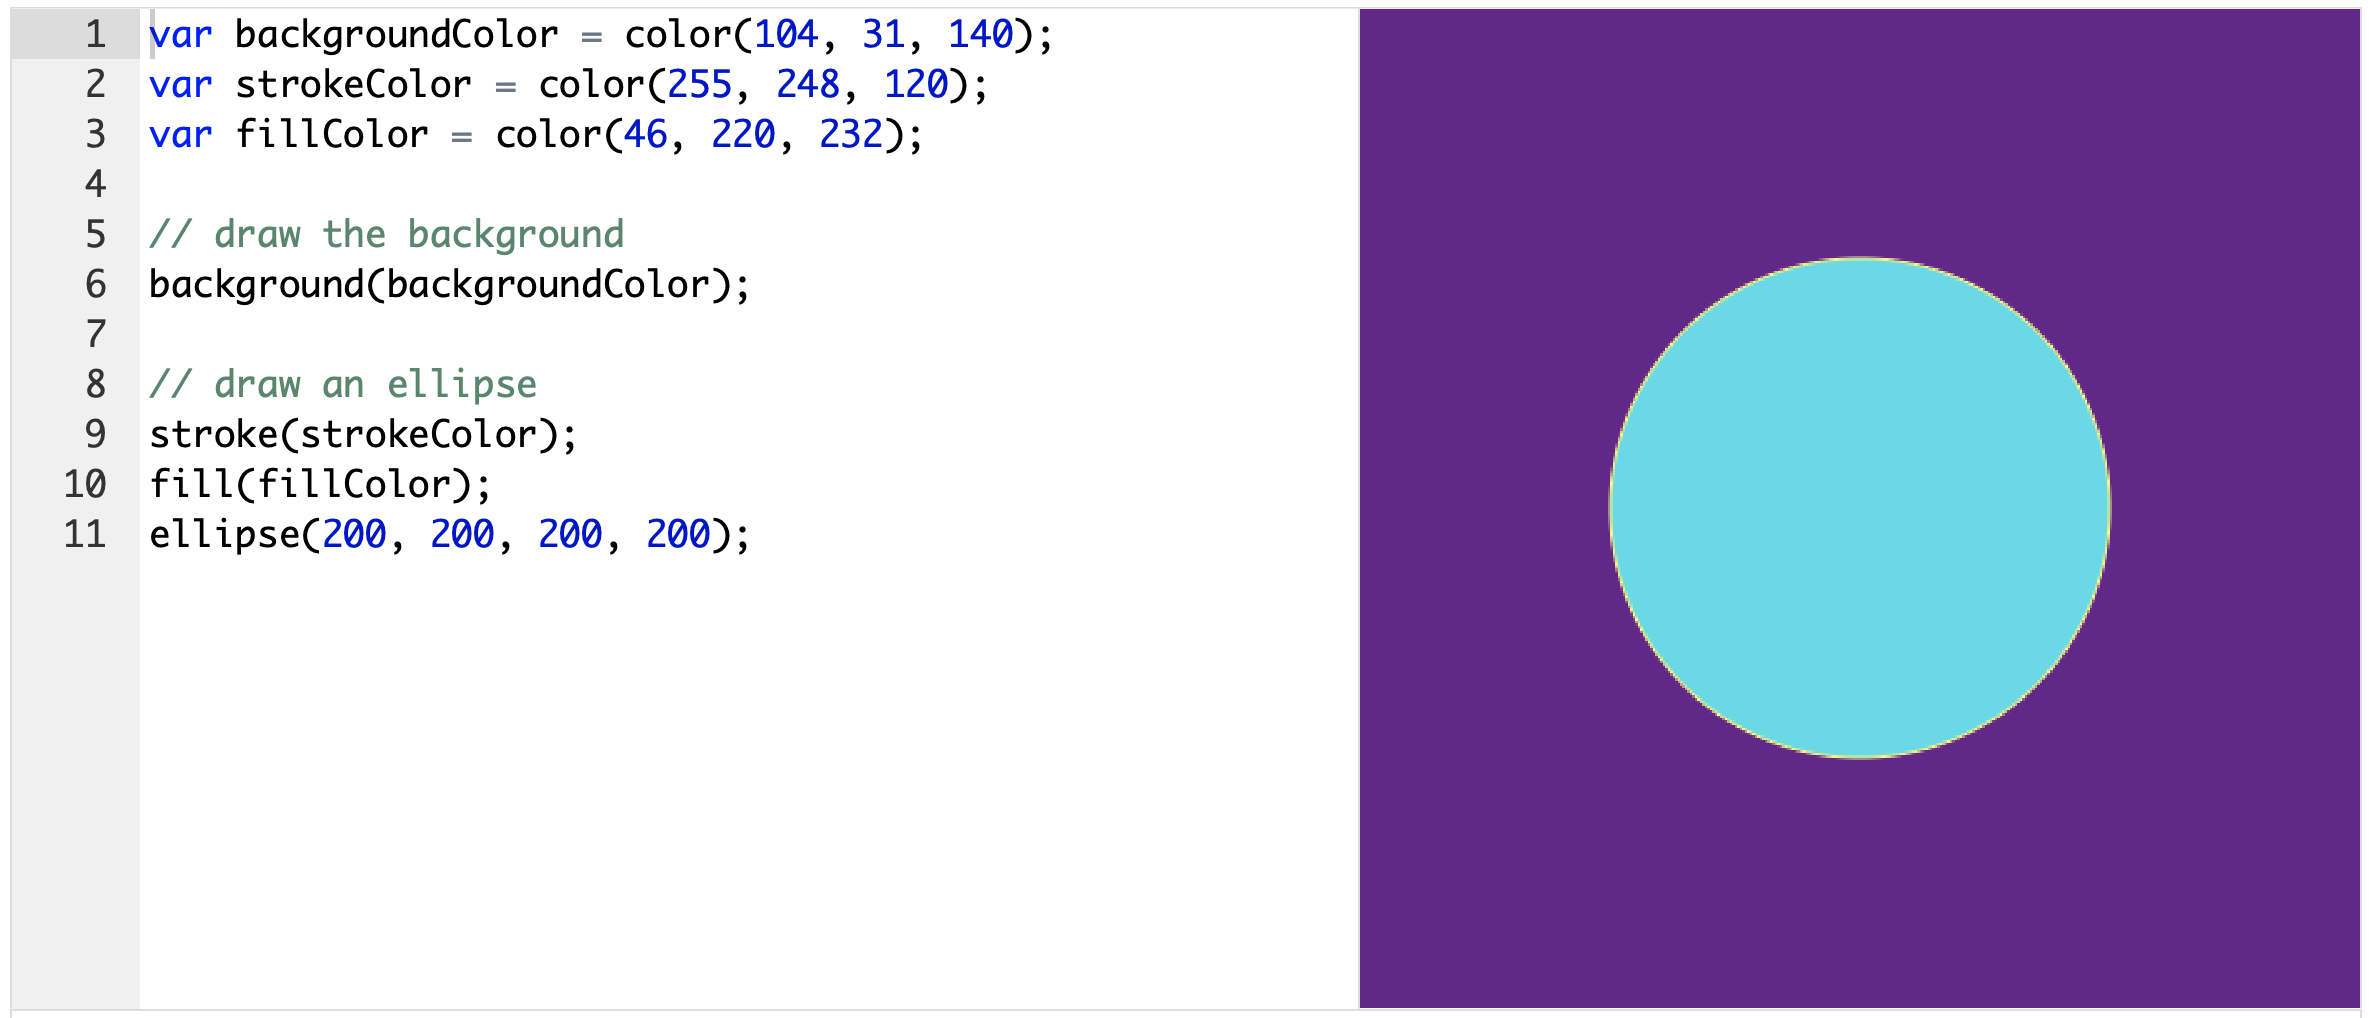 1 var backgroundColor = color(104, 31, 140);
2 var strokeColor = color(255, 248, 120);
3 var fillColor = color(46, 220, 232);
4
5 // draw the background
6 background(backgroundColor);
7
8 // draw an ellipse
9 stroke(strokeColor);
10 fill(fillColor);
11 ellipse(200, 200, 200, 200);